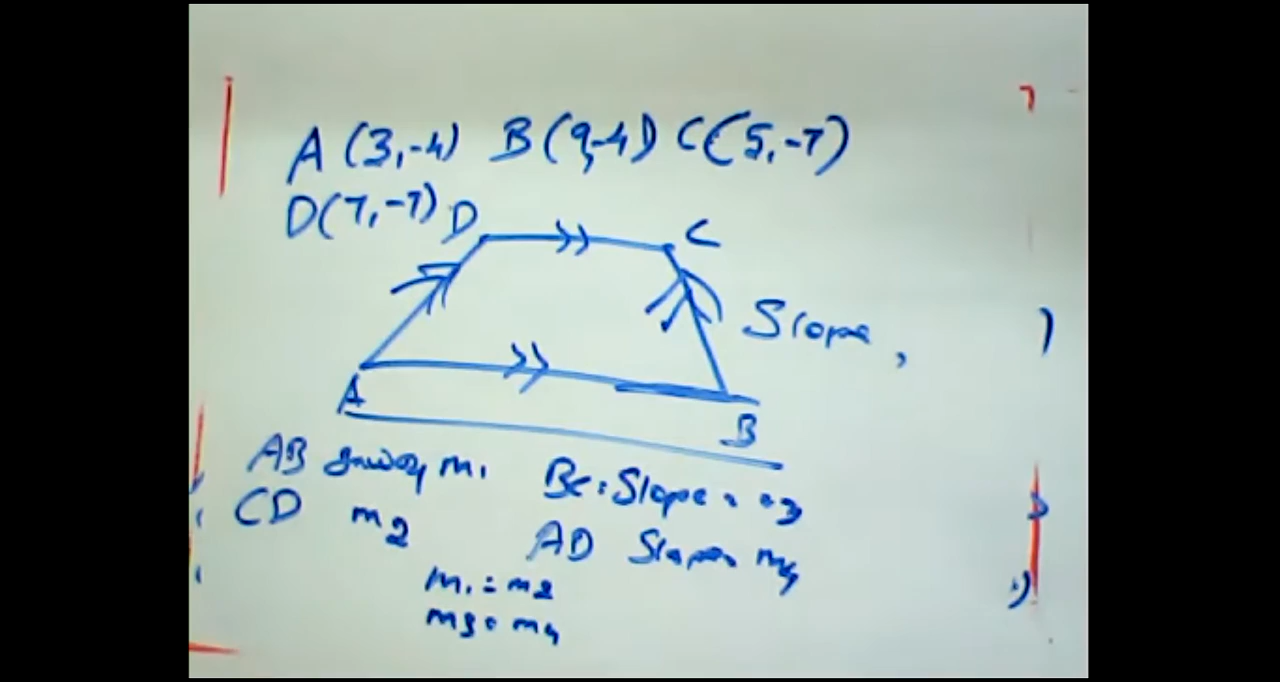 A (3,-4) B (9,-4) C (5,-7)
D (7,-7)
D C
Slope,
A B
AB சாய்வு m₁ BC : Slope = m3
CD m2 AD Slope = m4
m₁ = m2
m3 = m4